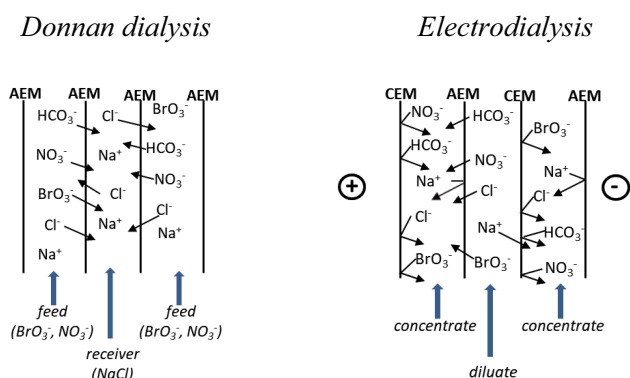 Donnan dialysis
AEM AEM AEM AEM
HCO₃⁻ Cl⁻ BrO₃⁻
NO₃⁻ Na⁺ HCO₃⁻
BrO₃⁻ Cl⁻ NO₃⁻
Cl⁻ Na⁺ Cl⁻
Na⁺ Na⁺
feed feed
(BrO₃⁻, NO₃⁻) (BrO₃⁻, NO₃⁻)
receiver
(NaCl)
Electrodialysis
CEM AEM CEM AEM
NO₃⁻ HCO₃⁻ BrO₃⁻
HCO₃⁻ NO₃⁻ Na⁺
+ Na⁺ Cl⁻ Cl⁻ -
Cl⁻ Na⁺ HCO₃⁻
BrO₃⁻ BrO₃⁻ NO₃⁻
concentrate concentrate
diluate